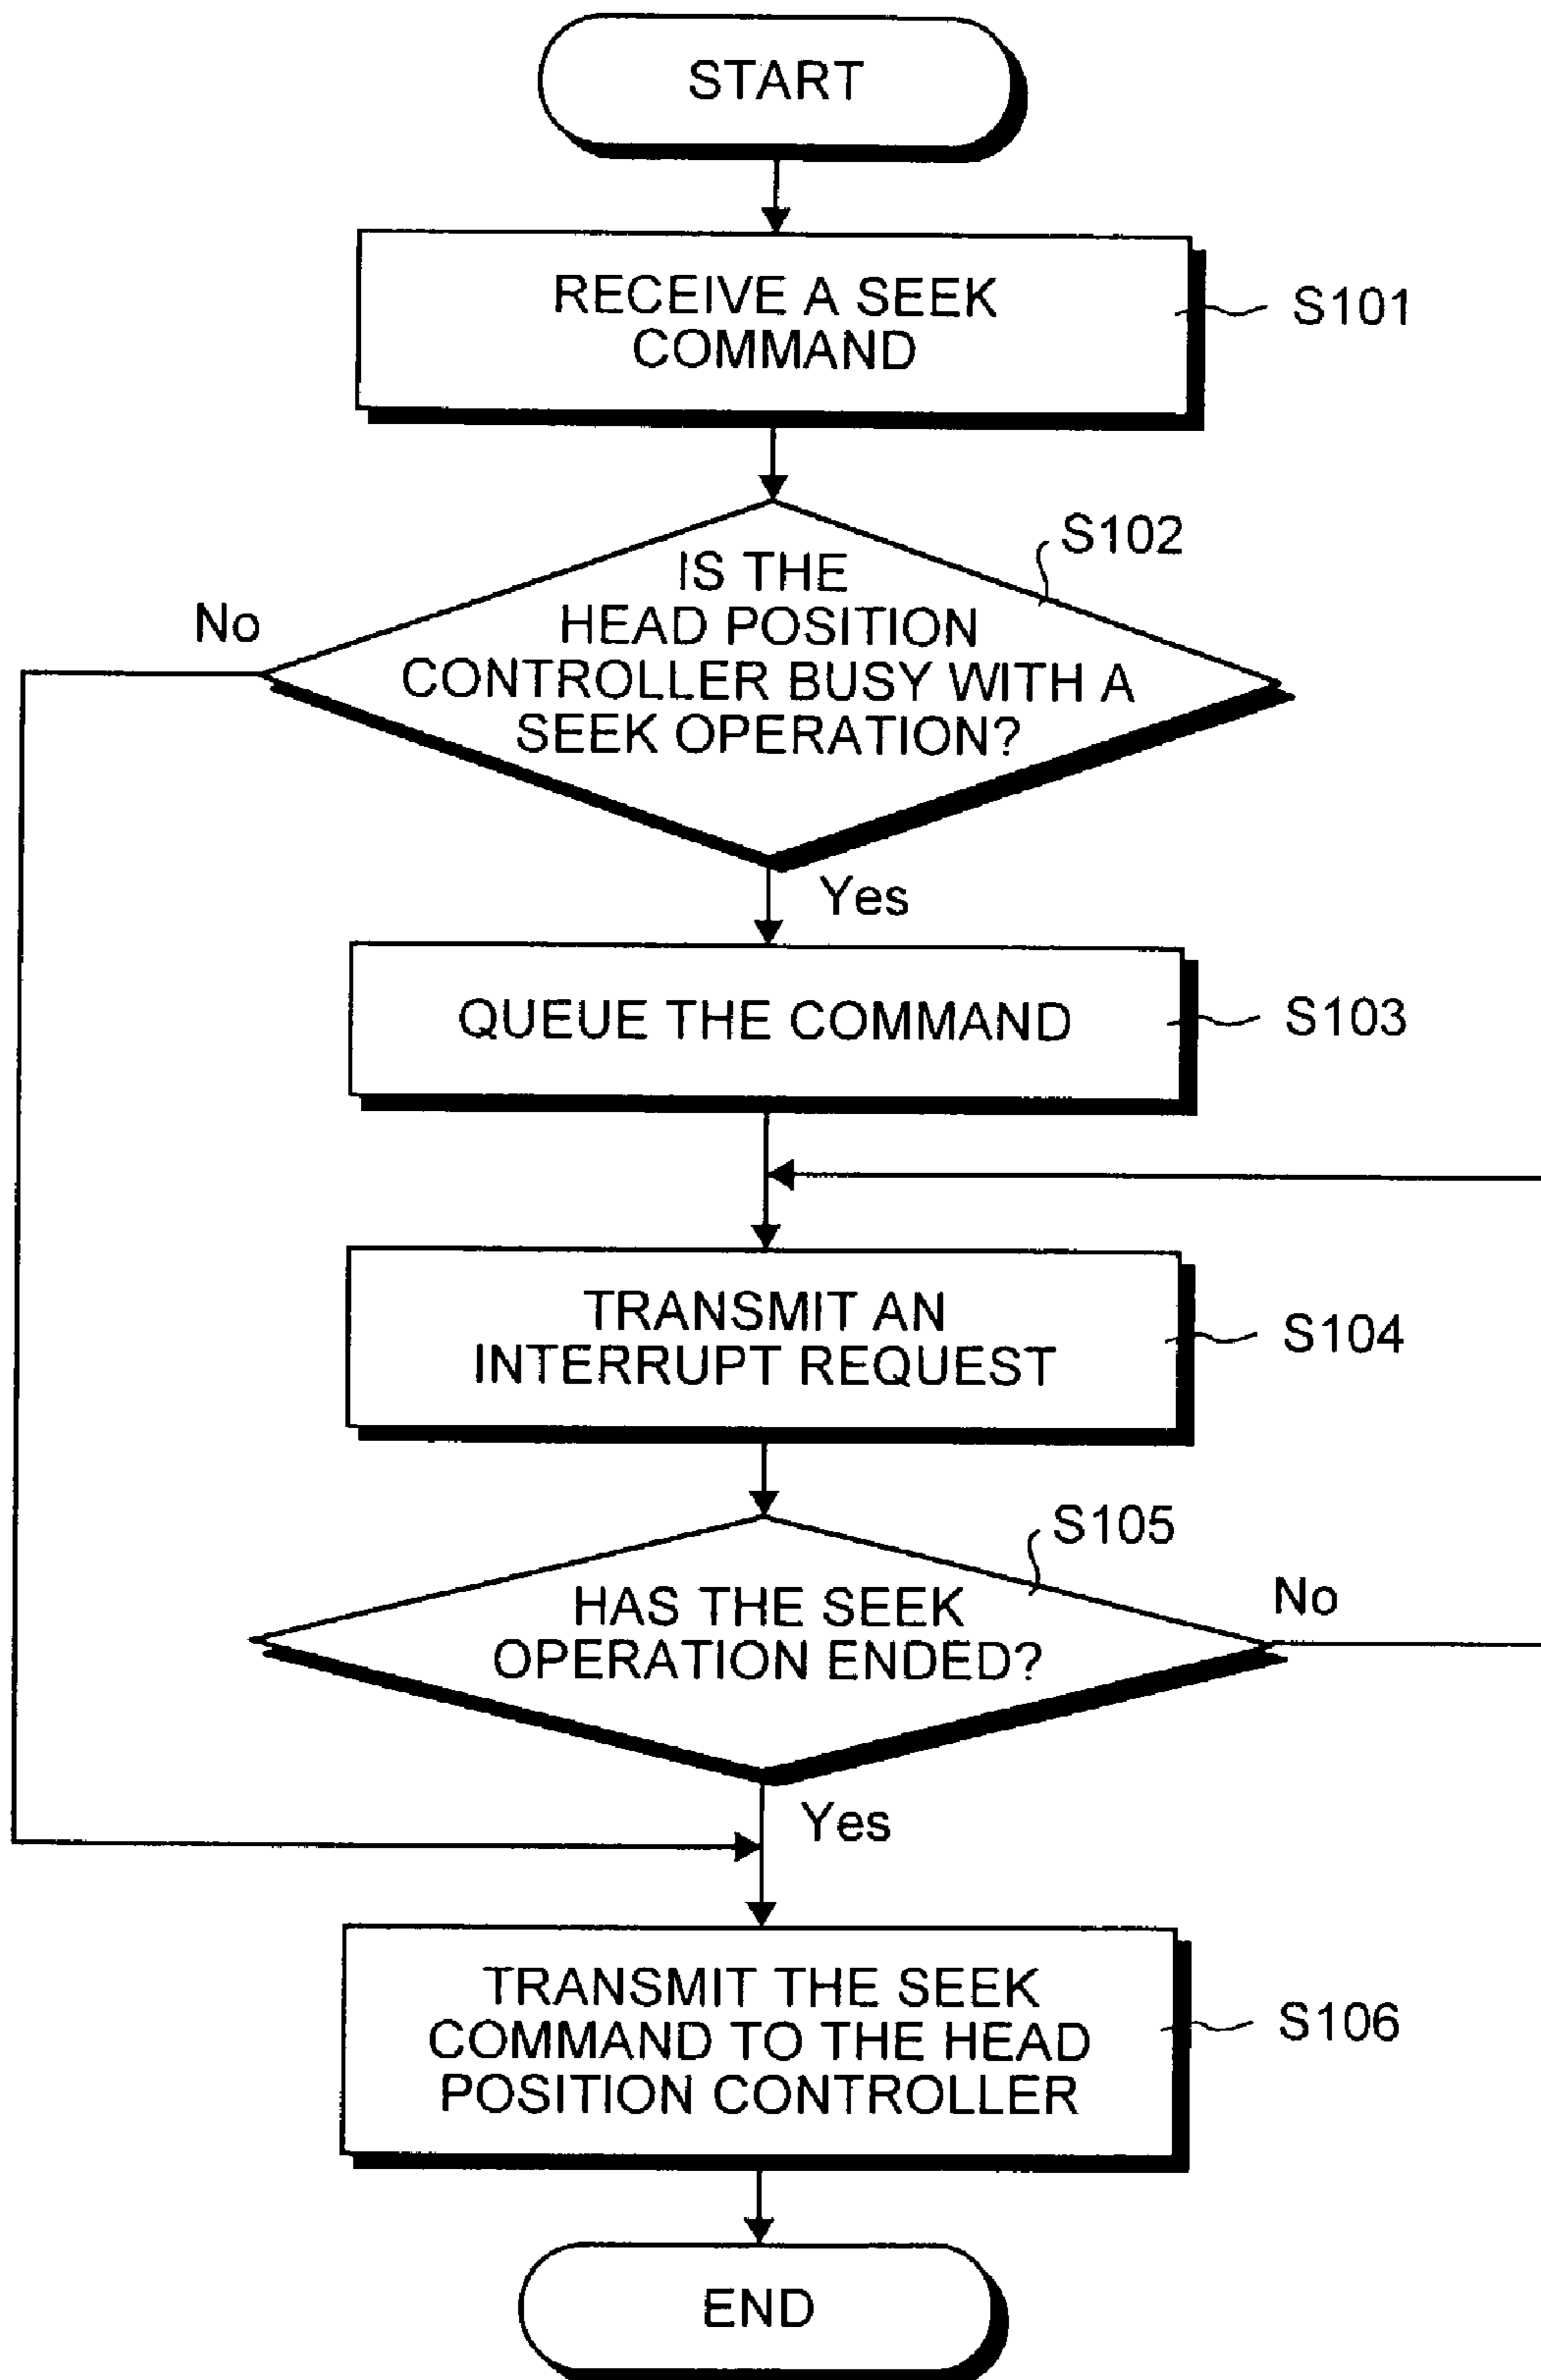 START
RECEIVE A SEEK
COMMAND
S101
S102
IS THE
HEAD POSITION
CONTROLLER BUSY WITH A
SEEK OPERATION?
No
Yes
QUEUE THE COMMAND
S103
TRANSMIT AN
INTERRUPT REQUEST
S104
S105
HAS THE SEEK
OPERATION ENDED?
No
Yes
TRANSMIT THE SEEK
COMMAND TO THE HEAD
POSITION CONTROLLER
S106
END